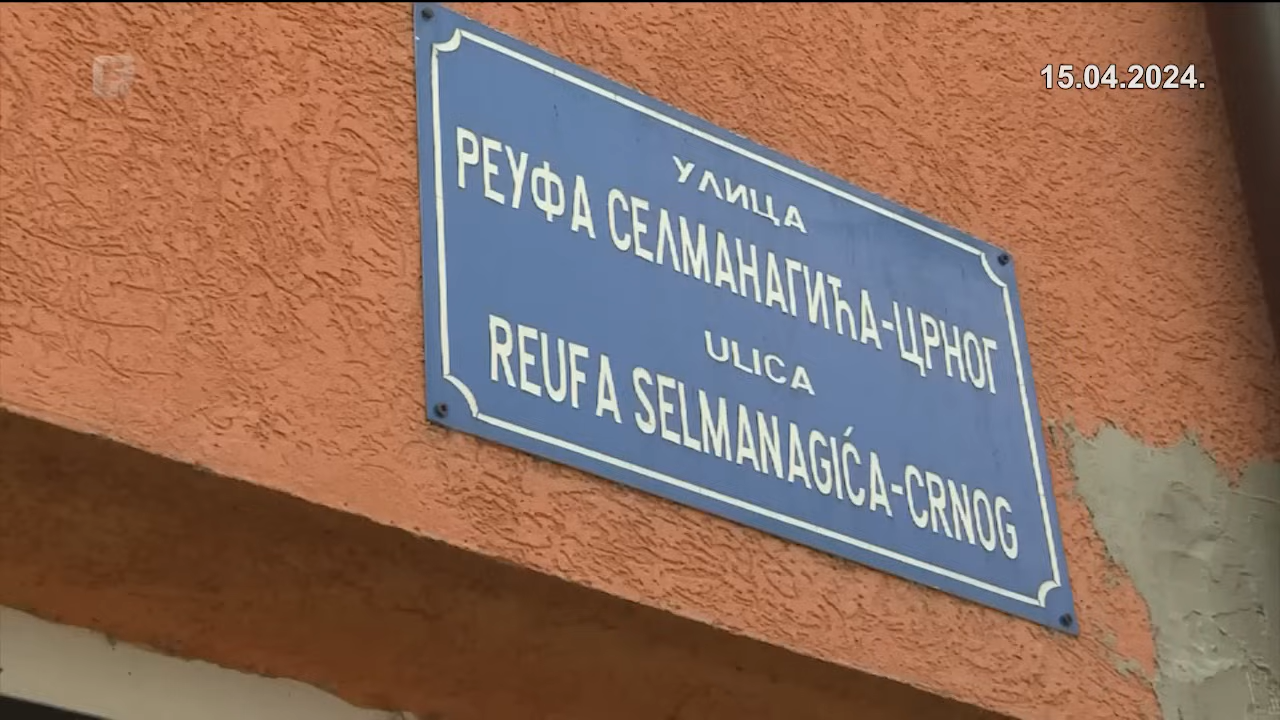 15.04.2024.
УЛИЦА
РЕУФА СЕЛМАНАГИЋА-ЦРНОГ
ULICA
REUFA SELMANAGIĆA-CRNOG